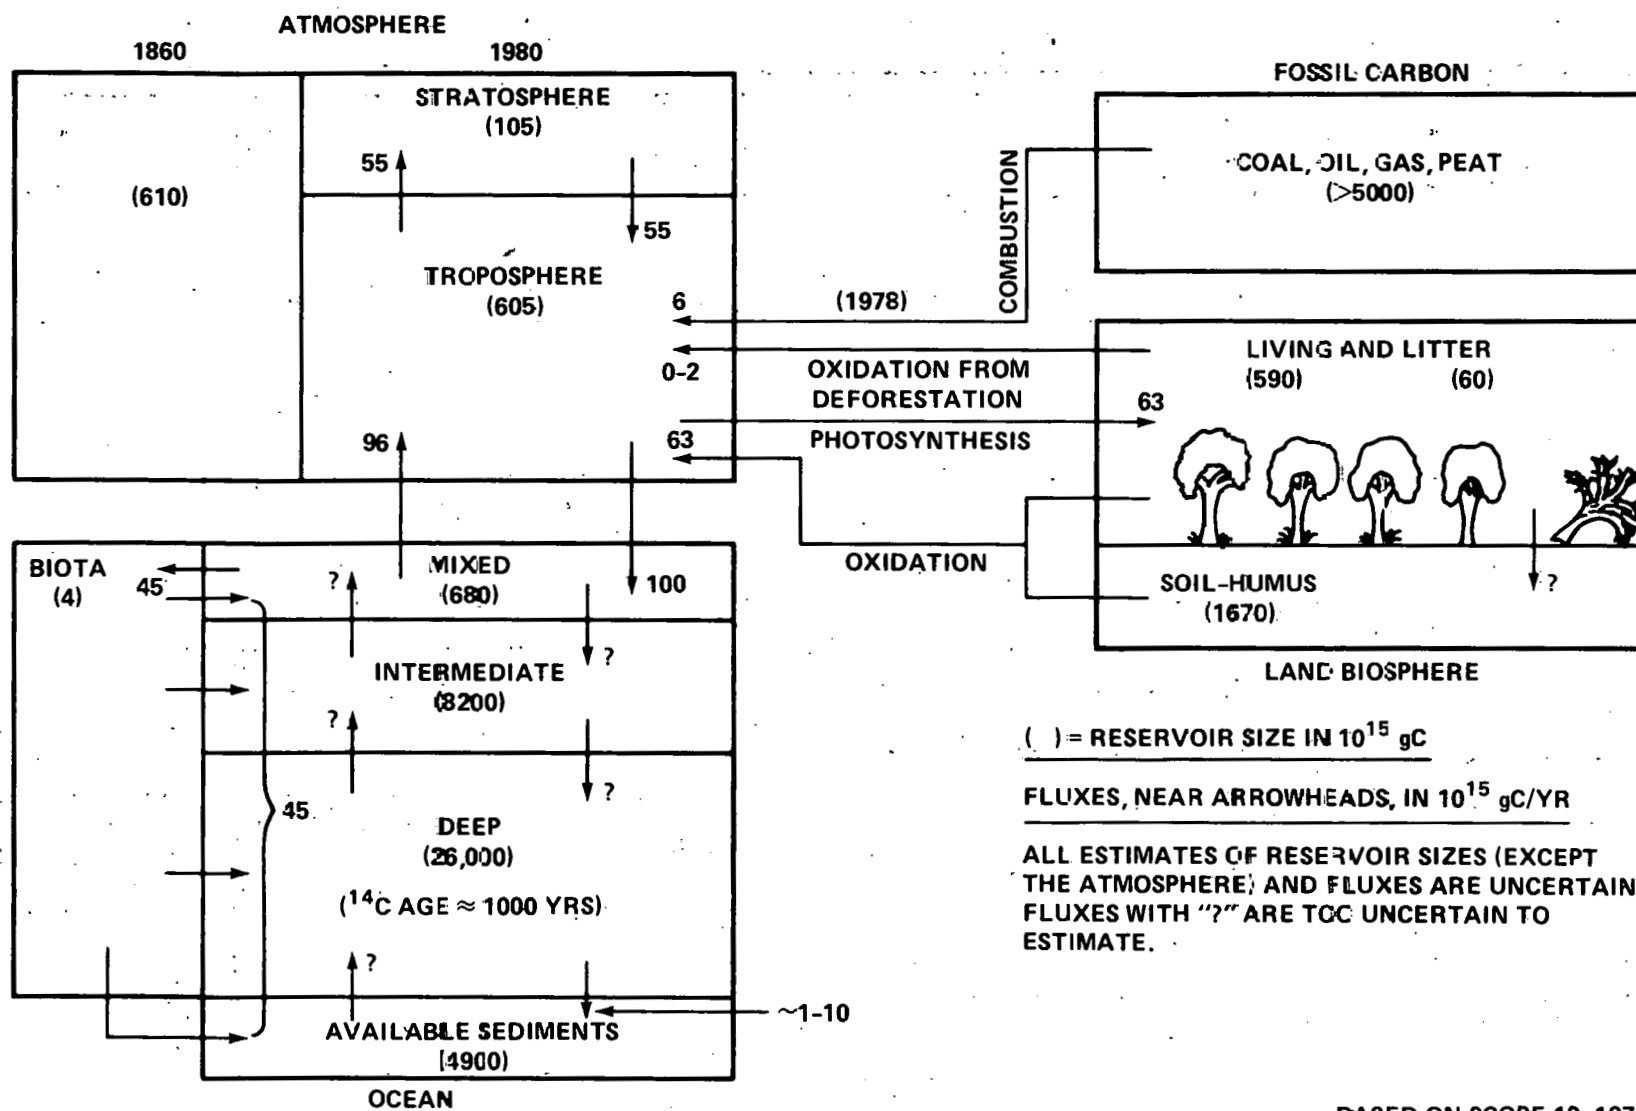 ATMOSPHERE
1860
1980
STRATOSPHERE
(105)
55
55
(610)
TROPOSPHERE
(605)
6
0-2
63
96
100
FOSSIL CARBON
COAL, OIL, GAS, PEAT
(>5000)
COMBUSTION
(1978)
OXIDATION FROM
DEFORESTATION
PHOTOSYNTHESIS
63
OXIDATION
LIVING AND LITTER
(590) (60)
?
SOIL-HUMUS
(1670)
LAND BIOSPHERE
BIOTA
(4)
45
MIXED
(680)
?
?
INTERMEDIATE
(8200)
?
?
45
DEEP
(26,000)
(¹⁴C AGE ≈ 1000 YRS)
?
~1-10
AVAILABLE SEDIMENTS
(4900)
OCEAN
( ) = RESERVOIR SIZE IN 10¹⁵ gC
FLUXES, NEAR ARROWHEADS, IN 10¹⁵ gC/YR
ALL ESTIMATES OF RESERVOIR SIZES (EXCEPT
THE ATMOSPHERE) AND FLUXES ARE UNCERTAIN
FLUXES WITH "?" ARE TOO UNCERTAIN TO
ESTIMATE.
BASED ON SCOPE